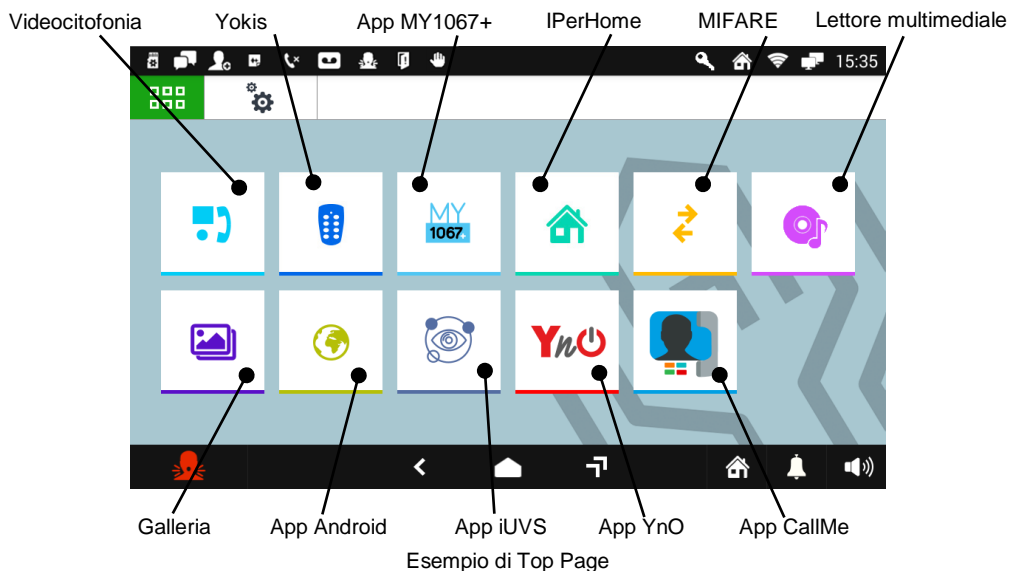 Videocitofonia Yokis App MY1067+ IPerHome MIFARE Lettore multimediale
15:35
MY
1067+
YnO
Galleria App Android App iUVS App YnO App CallMe
Esempio di Top Page